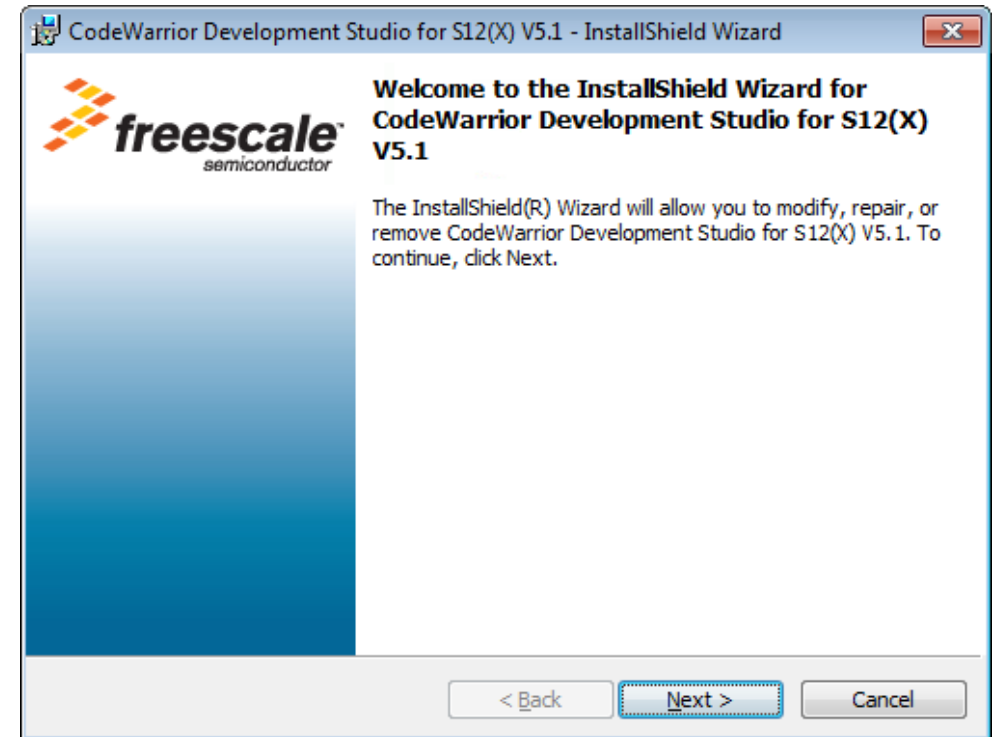 CodeWarrior Development Studio for S12(X) V5.1 - InstallShield Wizard
freescale™
semiconductor
Welcome to the InstallShield Wizard for
CodeWarrior Development Studio for S12(X)
V5.1
The InstallShield(R) Wizard will allow you to modify, repair, or
remove CodeWarrior Development Studio for S12(X) V5.1. To
continue, click Next.
< Back
Next >
Cancel